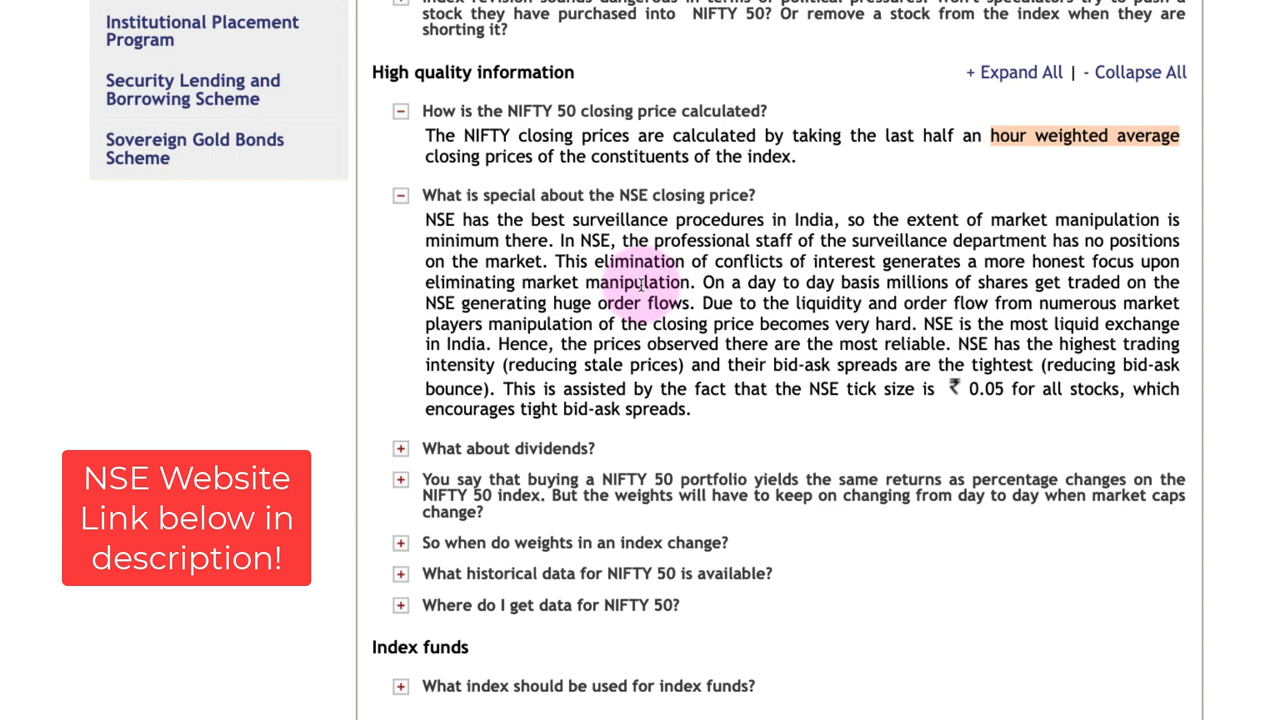 Institutional Placement
Program
Security Lending and
Borrowing Scheme
Sovereign Gold Bonds
Scheme
NSE Website
Link below in
description!
Index revision sounds dangerous in terms of political pressures. Won't speculators try to push a
stock they have purchased into NIFTY 50? Or remove a stock from the index when they are
shorting it?
High quality information
+ Expand All | - Collapse All
How is the NIFTY 50 closing price calculated?
The NIFTY closing prices are calculated by taking the last half an hour weighted average
closing prices of the constituents of the index.
What is special about the NSE closing price?
NSE has the best surveillance procedures in India, so the extent of market manipulation is
minimum there. In NSE, the professional staff of the surveillance department has no positions
on the market. This elimination of conflicts of interest generates a more honest focus upon
eliminating market manipulation. On a day to day basis millions of shares get traded on the
NSE generating huge order flows. Due to the liquidity and order flow from numerous market
players manipulation of the closing price becomes very hard. NSE is the most liquid exchange
in India. Hence, the prices observed there are the most reliable. NSE has the highest trading
intensity (reducing stale prices) and their bid-ask spreads are the tightest (reducing bid-ask
bounce). This is assisted by the fact that the NSE tick size is ₹ 0.05 for all stocks, which
encourages tight bid-ask spreads.
What about dividends?
You say that buying a NIFTY 50 portfolio yields the same returns as percentage changes on the
NIFTY 50 index. But the weights will have to keep on changing from day to day when market caps
change?
So when do weights in an index change?
What historical data for NIFTY 50 is available?
Where do I get data for NIFTY 50?
Index funds
What index should be used for index funds?